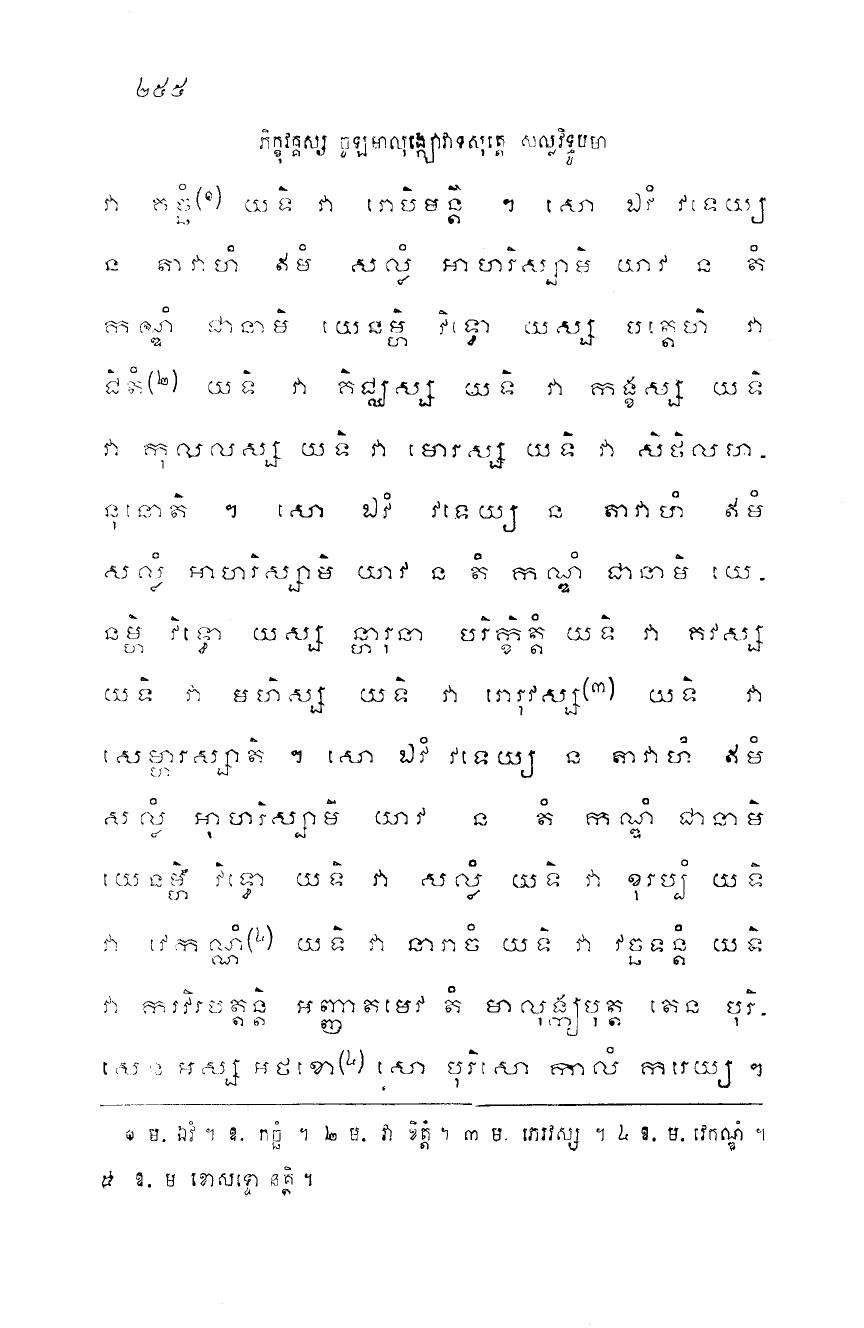 ២៥៥
ភិក្ខុវគ្គស្ស ចូឡមាលុង្ក្យោវាទសុត្តេ សល្លវិទ្ធូបមា
វា កច្ឆំ(១) យទិ វា រោបិមន្តិ ។ សោ ឯវំ វទេយ្យ
ន តាវាហំ ឥមំ សល្លំ អាហរិស្សាមិ យាវ ន តំ
កណ្ឌំ ជានាមិ យេនម្ហិ វិទ្ធោ យស្ស បត្តេហិ វា
ជិតំ(២) យទិ វា គិជ្ឈស្ស យទិ វា កង្ខស្ស យទិ
វា កុលលស្ស យទិ វា មោរស្ស យទិ វា សិថិលហ-
នុនោតិ ។ សោ ឯវំ វទេយ្យ ន តាវាហំ ឥមំ
សល្លំ អាហរិស្សាមិ យាវ ន តំ កណ្ឌំ ជានាមិ យេ-
នម្ហិ វិទ្ធោ យស្ស ន្ហារុនា បរិក្ខិត្តំ យទិ វា គវស្ស
យទិ វា មហិស្ស យទិ វា រោរុវស្ស(៣) យទិ វា
សេម្ហារស្សាតិ ។ សោ ឯវំ វទេយ្យ ន តាវាហំ ឥមំ
សល្លំ អាហរិស្សាមិ យាវ ន តំ កណ្ឌំ ជានាមិ
យេនម្ហិ វិទ្ធោ យទិ វា សល្លំ យទិ វា ខុរប្បំ យទិ
វា វេកណ្ណំ(៤) យទិ វា នារាចំ យទិ វា វច្ឆទន្តំ យទិ
វា ករវិរបត្តន្តិ អញ្ញាតមេវ តំ មាលុង្ក្យបុត្ត តេន បុរិ-
សេន អស្ស អថខោ(៤) សោ បុរិសោ កាលំ ករេយ្យ ។
១ ម. ឯវំ ។ ឱ. កច្ឆំ ។ ២ ម. វា ខិត្តំ ។ ៣ ម. ភេរវស្ស ។ ៤ ឱ. ម. វេកណ្ឌំ ។
៥ ឱ. ម ខោសទ្ទោ នត្ថិ ។